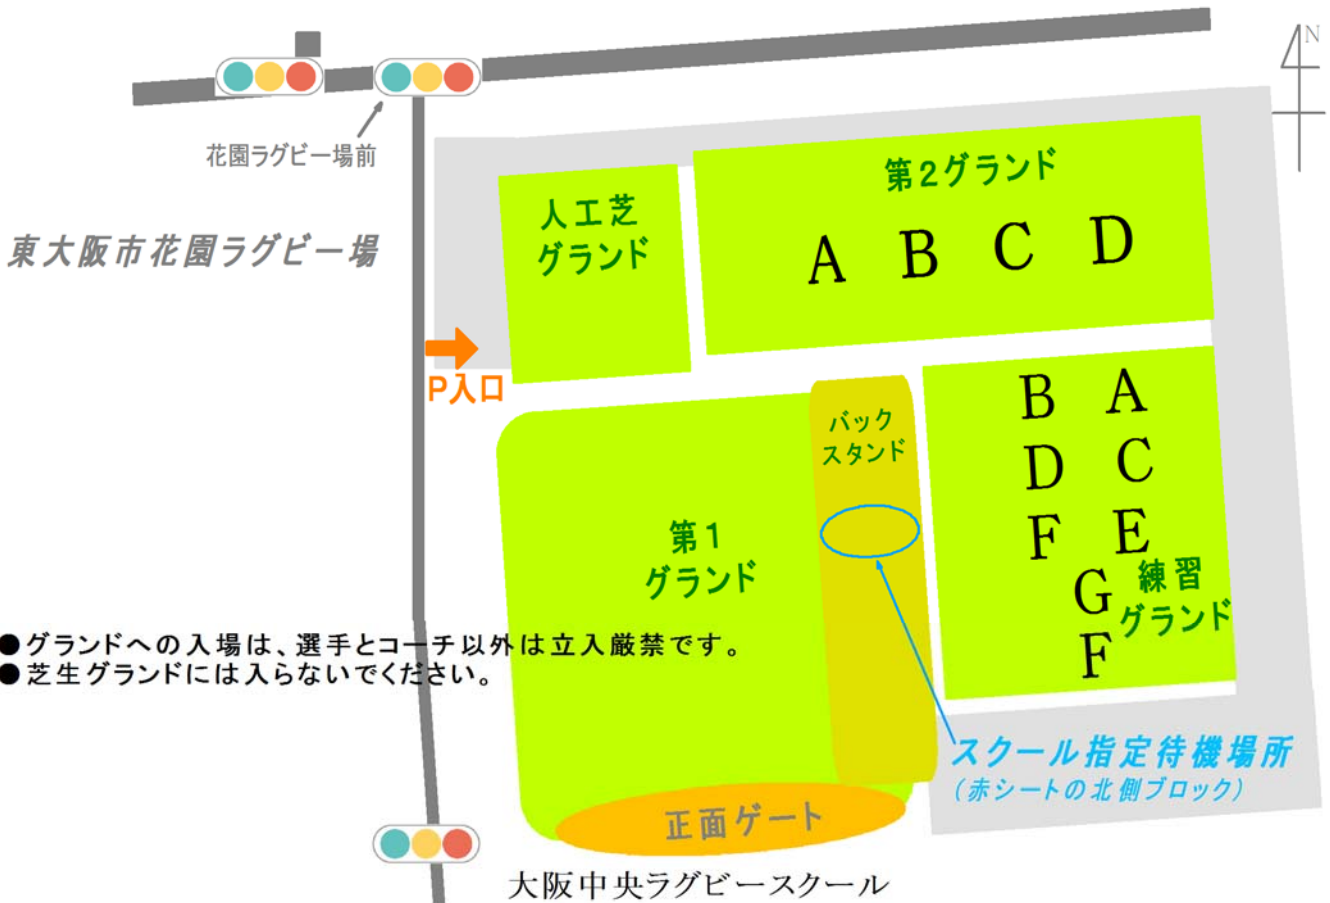 N
花園ラグビー場前
東大阪市花園ラグビー場
人工芝
グランド
第2グランド
A B C D
P入口
バック
スタンド
B A
D C
F E
G
F
練習
グランド
第1
グランド
●グランドへの入場は、選手とコーチ以外は立入厳禁です。
●芝生グランドには入らないでください。
スクール指定待機場所
(赤シートの北側ブロック)
正面ゲート
大阪中央ラグビースクール